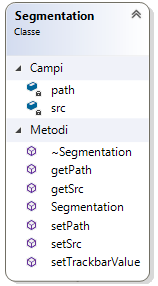 Segmentation
Classe
Campi
path
src
Metodi
~Segmentation
getPath
getSrc
Segmentation
setPath
setSrc
setTrackbarValue